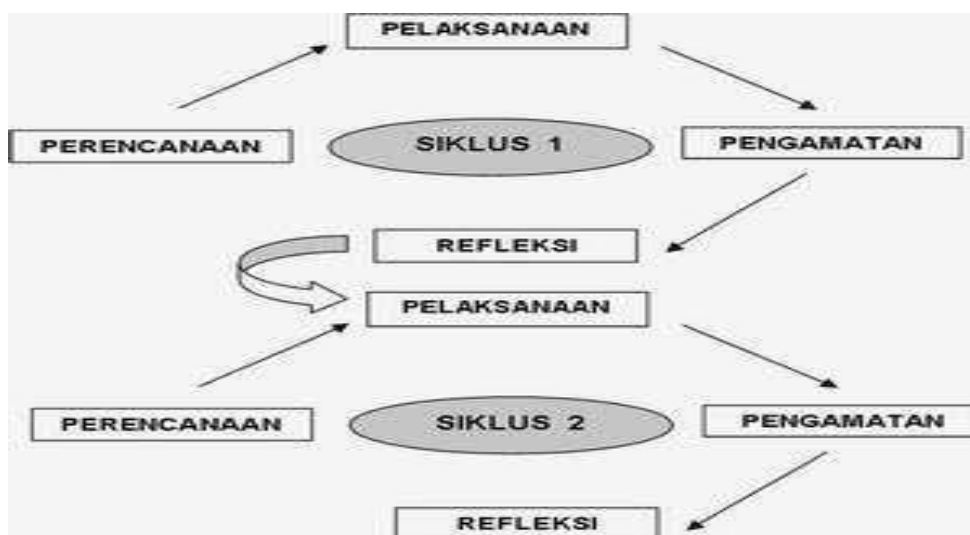 PELAKSANAAN
PERENCANAAN
SIKLUS 1
PENGAMATAN
REFLEKSI
PELAKSANAAN
PERENCANAAN
SIKLUS 2
PENGAMATAN
REFLEKSI